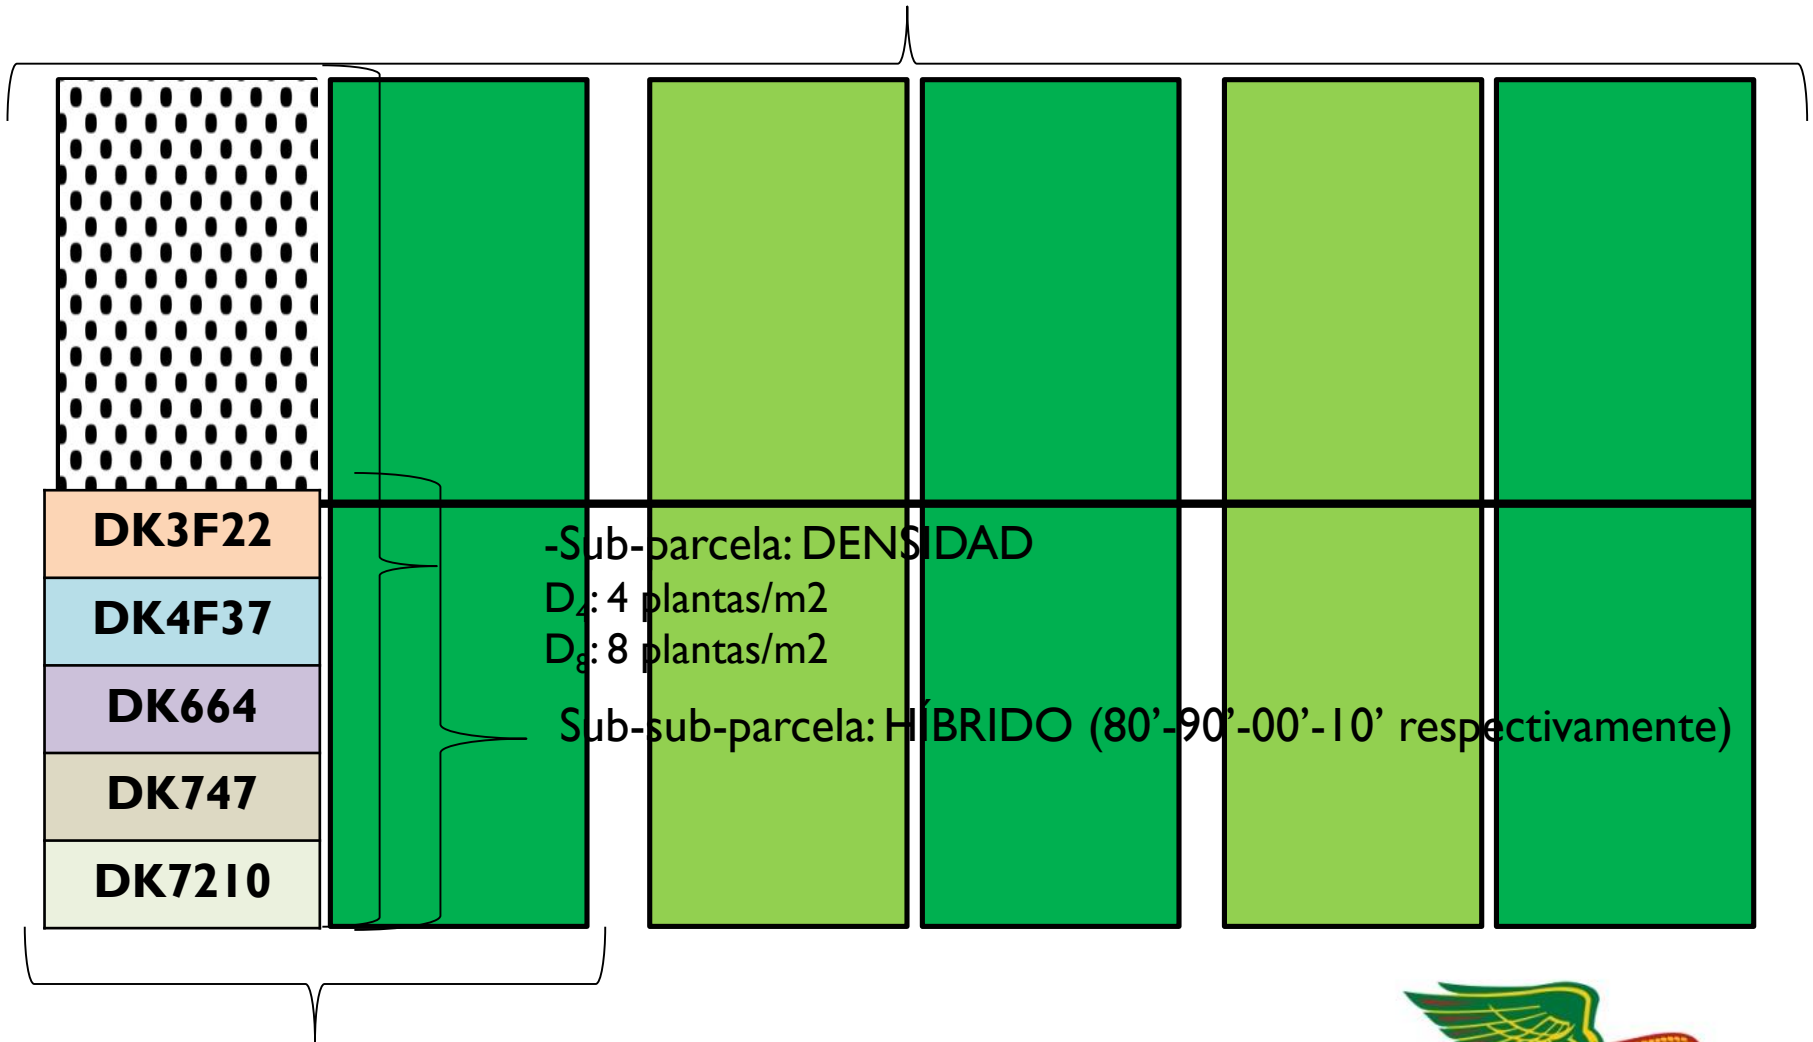 DK3F22
DK4F37
DK664
DK747
DK7210
-Sub-parcela: DENSIDAD
D4: 4 plantas/m2
D8: 8 plantas/m2
Sub-sub-parcela: HÍBRIDO (80’-90’-00’-10’ respectivamente)